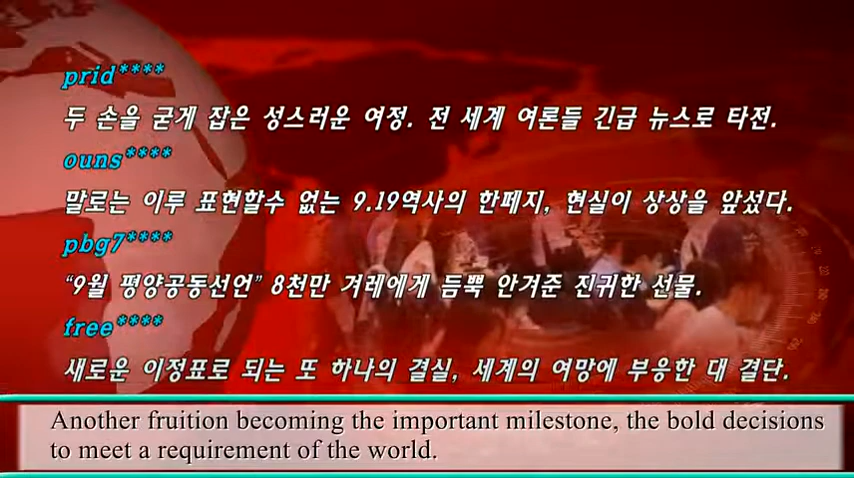 prid****
두 손을 굳게 잡은 성스러운 여정. 전 세계 여론들 긴급 뉴스로 타전.
ouns****
말로는 이루 표현할수 없는 9.19역사의 한페지, 현실이 상상을 앞섰다.
pbg7****
“9월 평양공동선언” 8천만 겨레에게 듬뿍 안겨준 진귀한 선물.
free****
새로운 이정표로 되는 또 하나의 결실, 세계의 여망에 부응한 대 결단.
Another fruition becoming the important milestone, the bold decisions
to meet a requirement of the world.